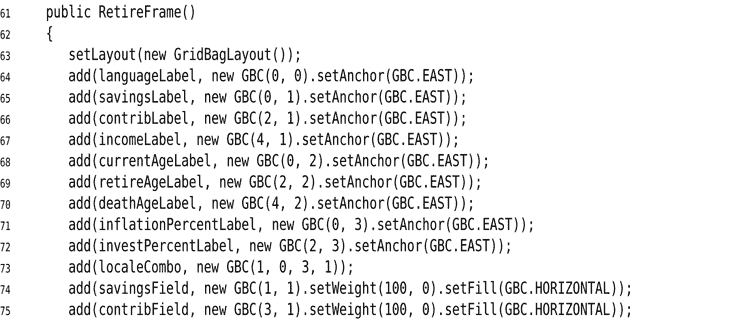 61 public RetireFrame()
62 {
63 setLayout(new GridBagLayout());
64 add(languageLabel, new GBC(0, 0).setAnchor(GBC.EAST));
65 add(savingsLabel, new GBC(0, 1).setAnchor(GBC.EAST));
66 add(contribLabel, new GBC(2, 1).setAnchor(GBC.EAST));
67 add(incomeLabel, new GBC(4, 1).setAnchor(GBC.EAST));
68 add(currentAgeLabel, new GBC(0, 2).setAnchor(GBC.EAST));
69 add(retireAgeLabel, new GBC(2, 2).setAnchor(GBC.EAST));
70 add(deathAgeLabel, new GBC(4, 2).setAnchor(GBC.EAST));
71 add(inflationPercentLabel, new GBC(0, 3).setAnchor(GBC.EAST));
72 add(investPercentLabel, new GBC(2, 3).setAnchor(GBC.EAST));
73 add(localeCombo, new GBC(1, 0, 3, 1));
74 add(savingsField, new GBC(1, 1).setWeight(100, 0).setFill(GBC.HORIZONTAL));
75 add(contribField, new GBC(3, 1).setWeight(100, 0).setFill(GBC.HORIZONTAL));